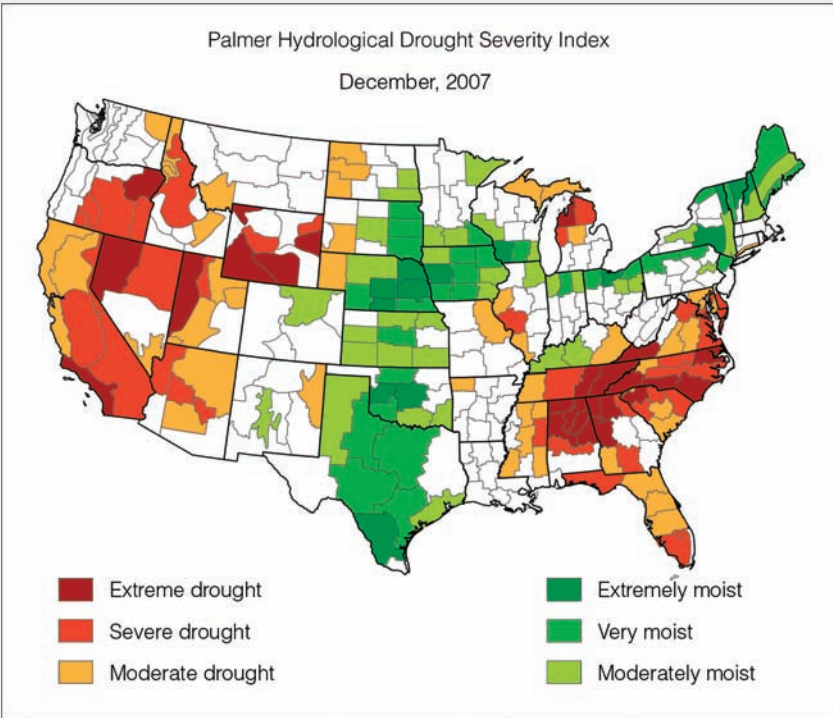 Palmer Hydrological Drought Severity Index
December, 2007
Extreme drought
Severe drought
Moderate drought
Extremely moist
Very moist
Moderately moist